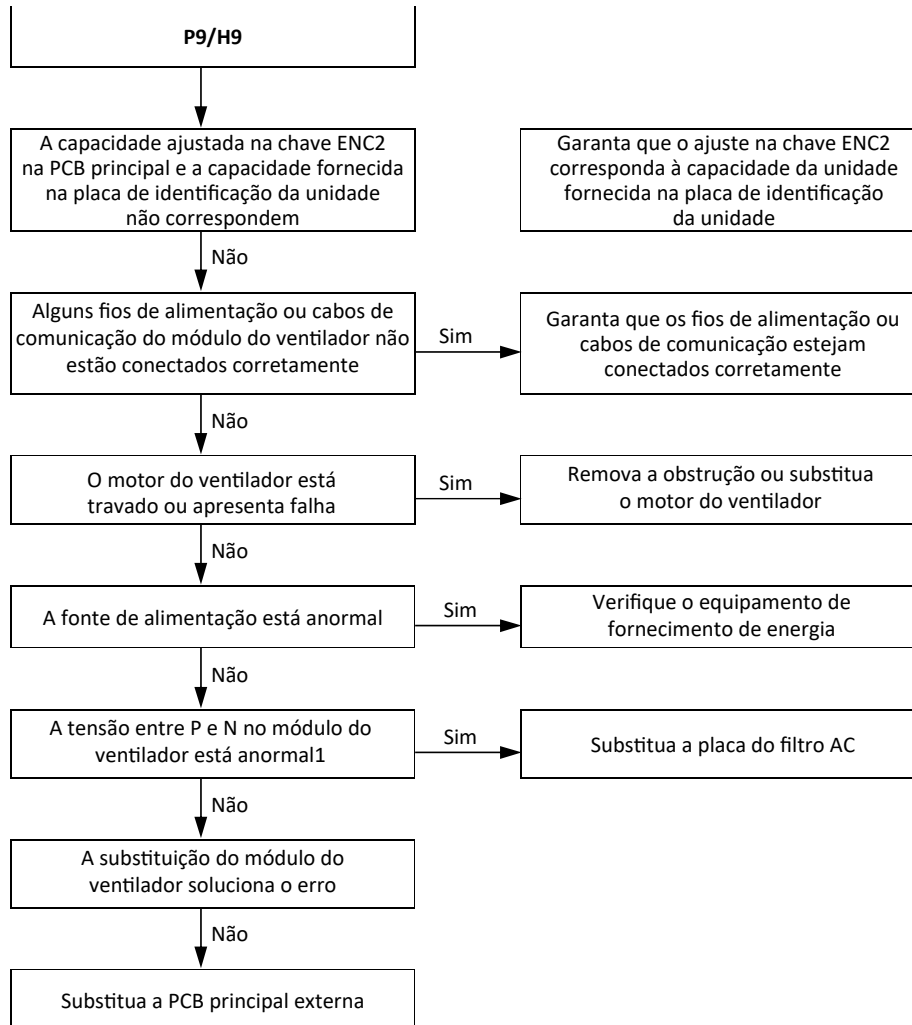 P9/H9
A capacidade ajustada na chave ENC2
na PCB principal e a capacidade fornecida
na placa de identificação da unidade
não correspondem
Garanta que o ajuste na chave ENC2
corresponda à capacidade da unidade
fornecida na placa de identificação
da unidade
Não
Alguns fios de alimentação ou cabos de
comunicação do módulo do ventilador não
estão conectados corretamente
Sim
Garanta que os fios de alimentação ou
cabos de comunicação estejam
conectados corretamente
Não
O motor do ventilador está
travado ou apresenta falha
Sim
Remova a obstrução ou substitua
o motor do ventilador
Não
A fonte de alimentação está anormal
Sim
Verifique o equipamento de
fornecimento de energia
Não
A tensão entre P e N no módulo do
ventilador está anormal1
Sim
Substitua a placa do filtro AC
Não
A substituição do módulo do
ventilador soluciona o erro
Não
Substitua a PCB principal externa